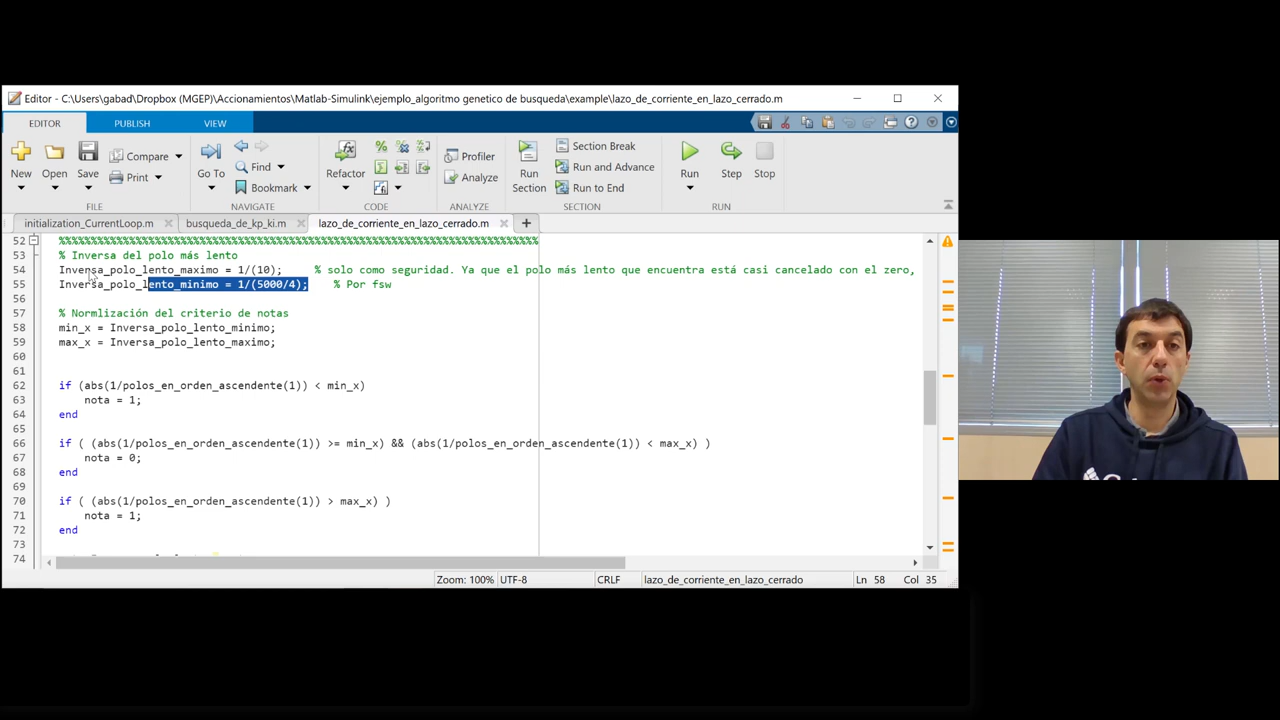 Editor - C:\Users\gabad\Dropbox (MGEP)\Accionamientos\Matlab-Simulink\ejemplo_algoritmo genetico de busqueda\example\lazo_de_corriente_en_lazo_cerrado.m
EDITOR PUBLISH VIEW
New Open Save Compare Print Go To Find Bookmark Refactor Profiler Analyze Run Section Section Break Run and Advance Run to End Run Step Stop
FILE NAVIGATE CODE ANALYZE SECTION RUN
initialization_CurrentLoop.m busqueda_de_kp_ki.m lazo_de_corriente_en_lazo_cerrado.m
52 %%%%%%%%%%%%%%%%%%%%%%%%%%%%%%%%%%%%%%%%%%%%%%%%%%%%%%%%%%%%%%%%%%%%%%%%%%%
53 % Inversa del polo más lento
54 Inversa_polo_lento_maximo = 1/(10); % solo como seguridad. Ya que el polo más lento que encuentra está casi cancelado con el zero,
55 Inversa_polo_lento_minimo = 1/(5000/4); % Por fsw
56
57 % Normlización del criterio de notas
58 min_x = Inversa_polo_lento_minimo;
59 max_x = Inversa_polo_lento_maximo;
60
61
62 if (abs(1/polos_en_orden_ascendente(1)) < min_x)
63 nota = 1;
64 end
65
66 if ( (abs(1/polos_en_orden_ascendente(1)) >= min_x) && (abs(1/polos_en_orden_ascendente(1)) < max_x) )
67 nota = 0;
68 end
69
70 if ( (abs(1/polos_en_orden_ascendente(1)) > max_x) )
71 nota = 1;
72 end
73
74
Zoom: 100% UTF-8 CRLF lazo_de_corriente_en_lazo_cerrado Ln 58 Col 35